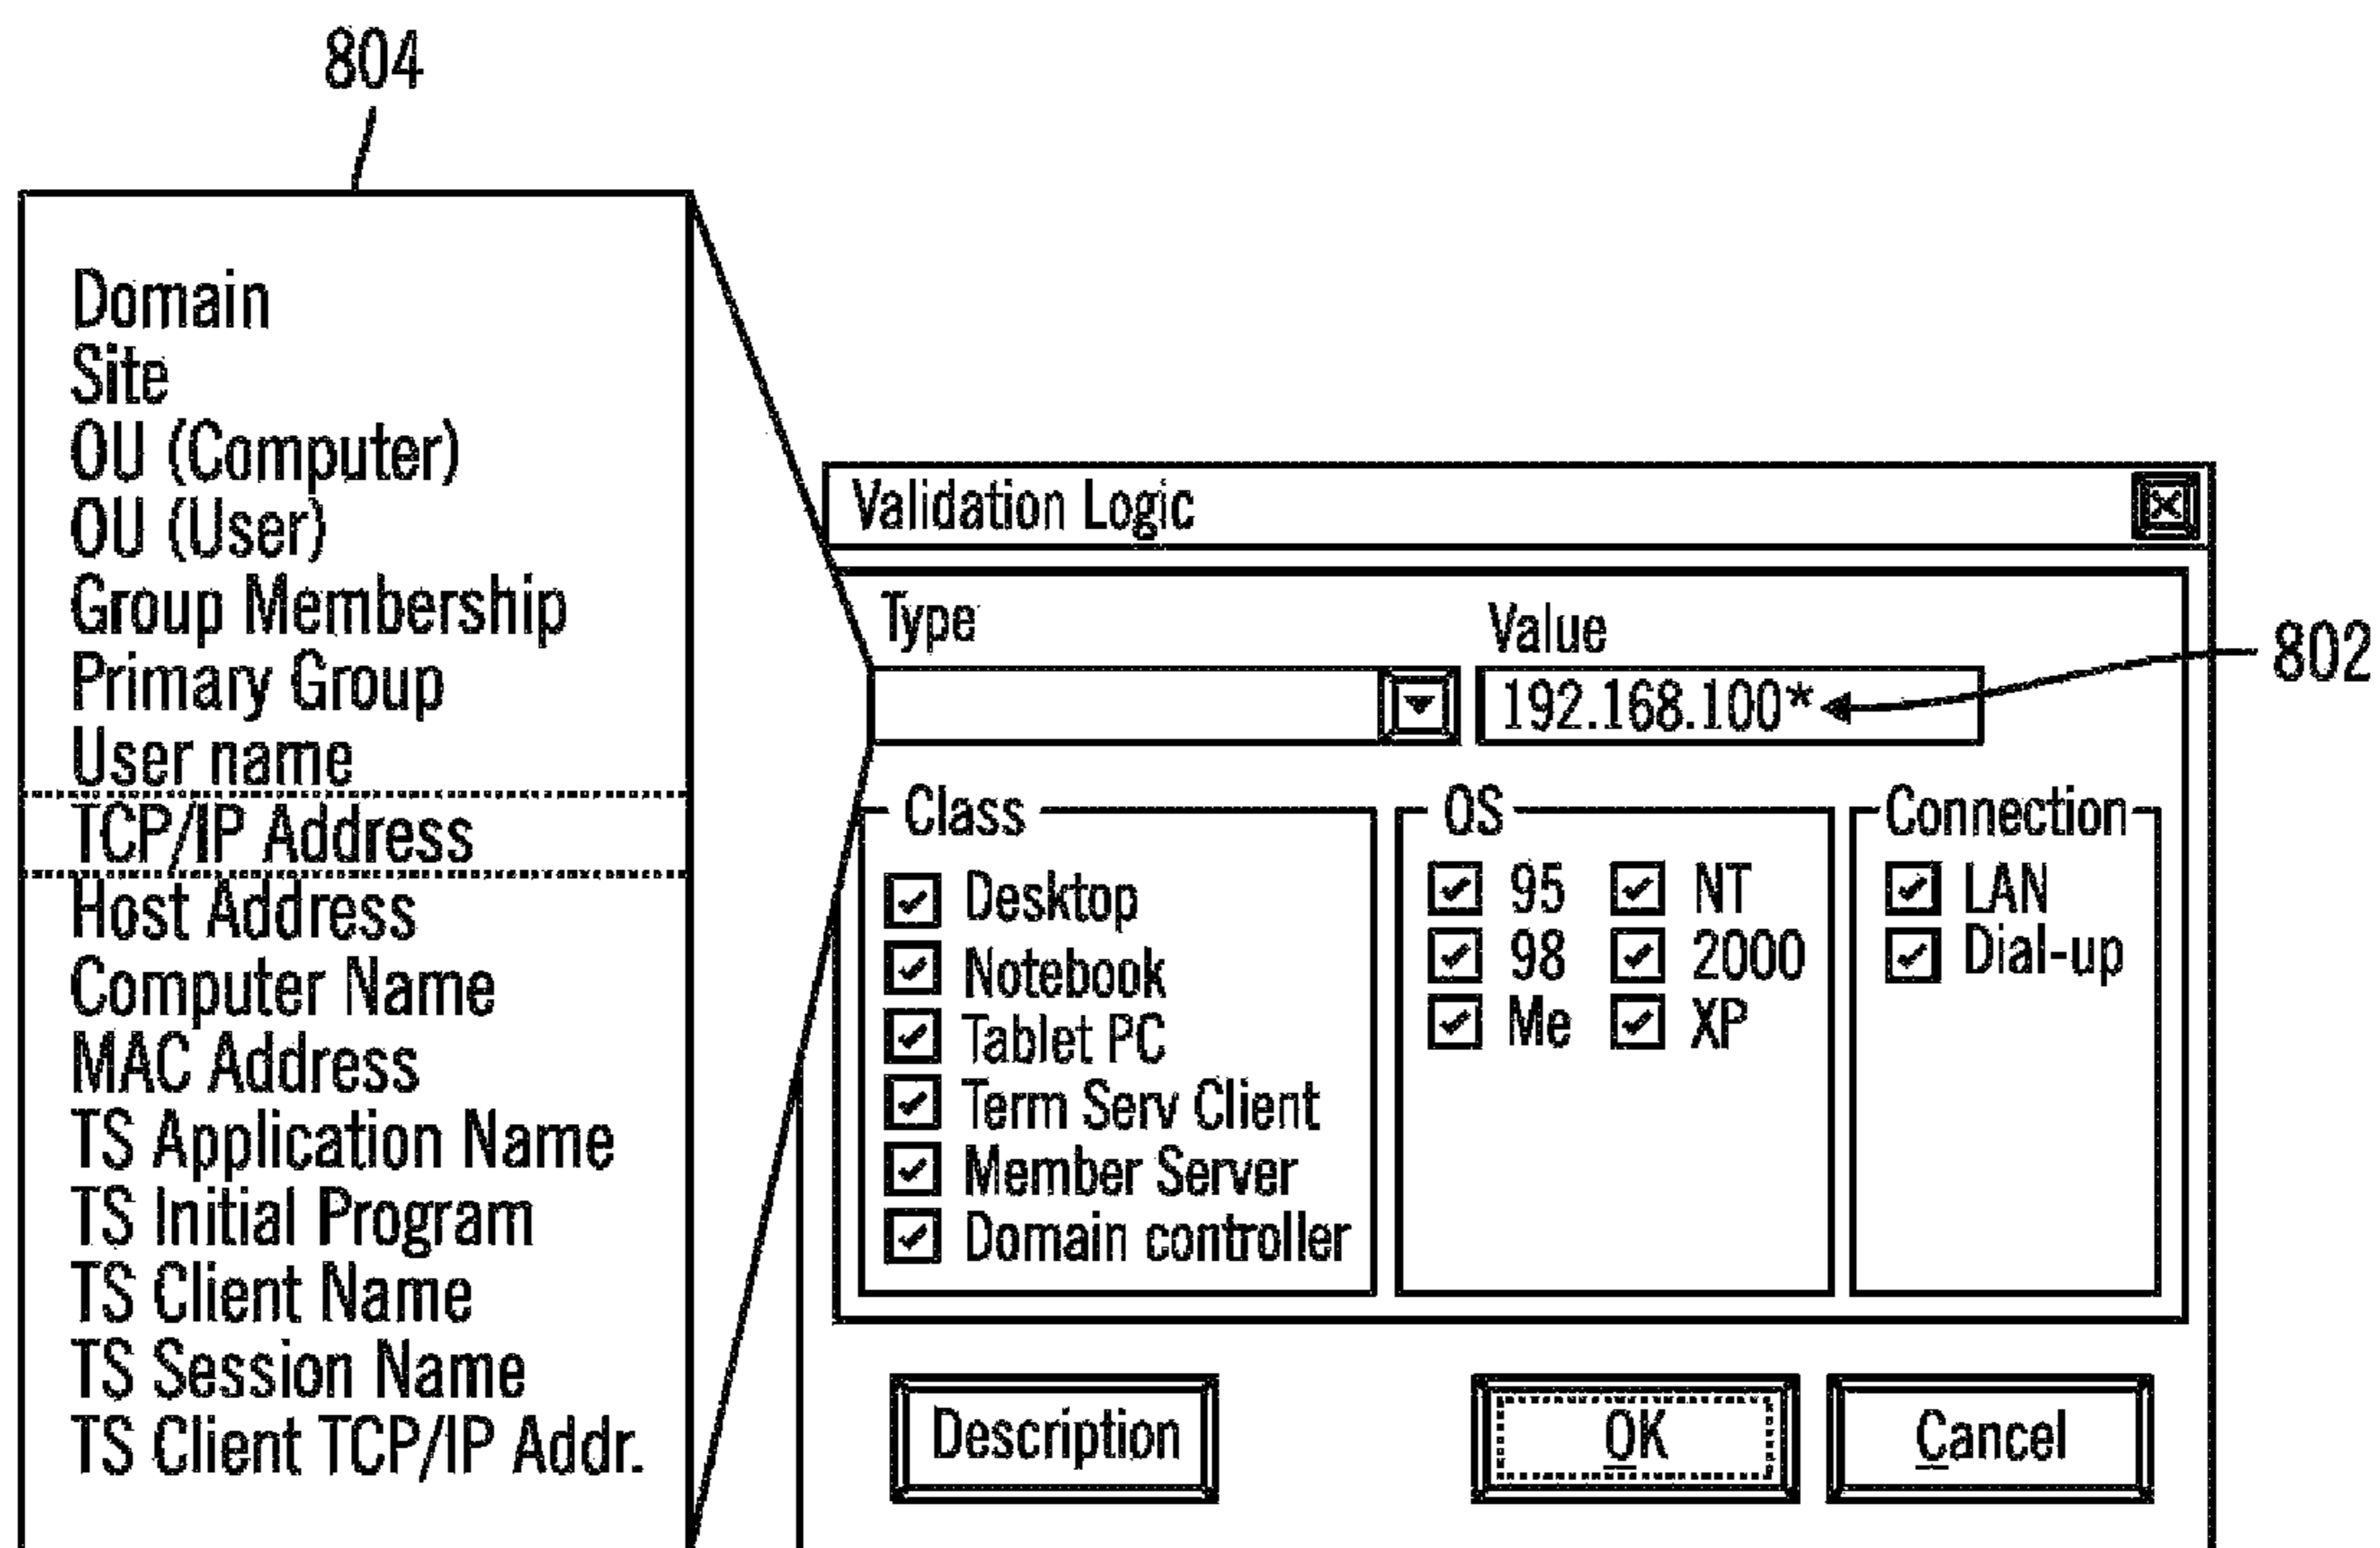 804
Domain
Site
OU (Computer)
OU (User)
Group Membership
Primary Group
User name
TCP/IP Address
Host Address
Computer Name
MAC Address
TS Application Name
TS Initial Program
TS Client Name
TS Session Name
TS Client TCP/IP Addr.
Validation Logic
Type
Value
192.168.100*
802
Class
Desktop
Notebook
Tablet PC
Term Serv Client
Member Server
Domain controller
OS
95 NT
98 2000
Me XP
Connection
LAN
Dial-up
Description
OK
Cancel